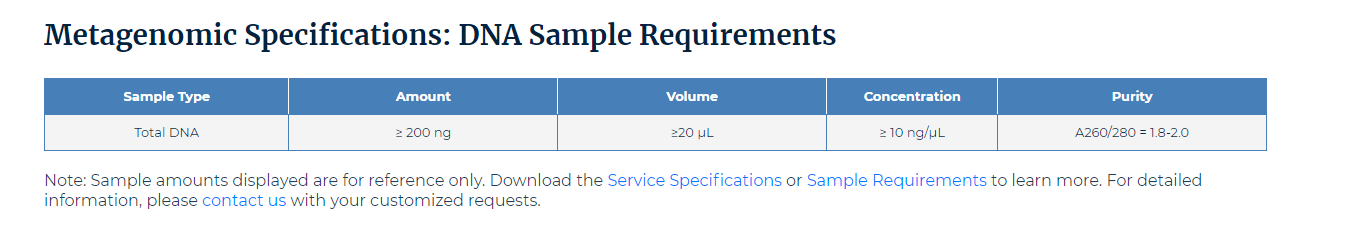 Metagenomic Specifications: DNA Sample Requirements
Sample Type Amount Volume Concentration Purity
Total DNA ≥ 200 ng ≥20 µL ≥ 10 ng/µL A260/280 = 1.8-2.0
Note: Sample amounts displayed are for reference only. Download the Service Specifications or Sample Requirements to learn more. For detailed
information, please contact us with your customized requests.